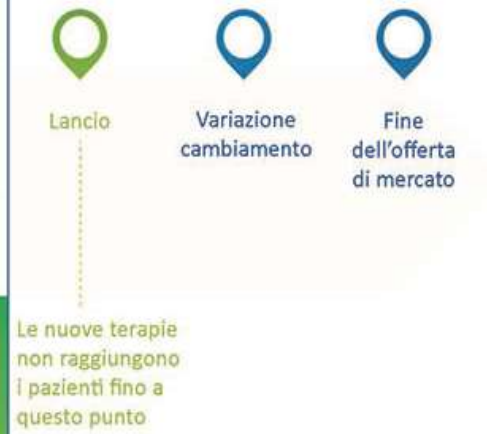 Lancio
Variazione
cambiamento
Fine
dell'offerta
di mercato
Le nuove terapie
non raggiungono
i pazienti fino a
questo punto